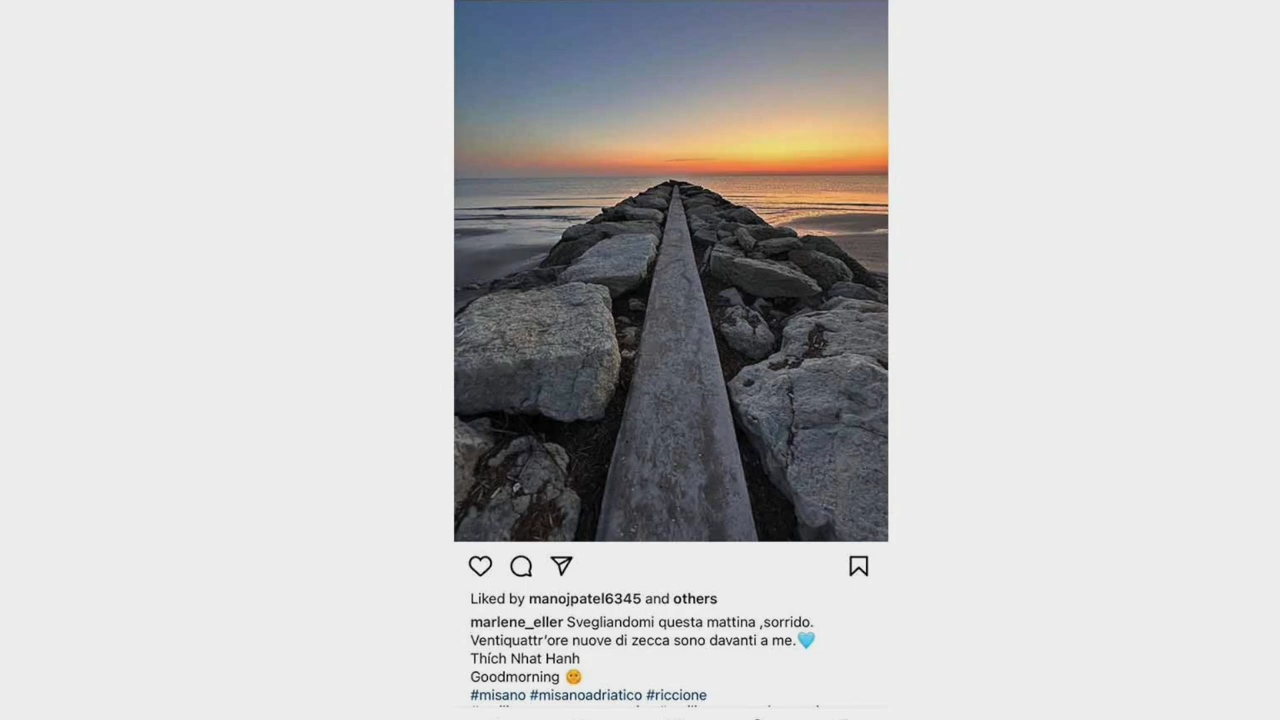 Liked by manojpatel6345 and others
marlene_eller Svegliandomi questa mattina ,sorrido.
Ventiquattr'ore nuove di zecca sono davanti a me.🩵
Thích Nhat Hanh
Goodmorning 🙂
#misano #misanoadriatico #riccione